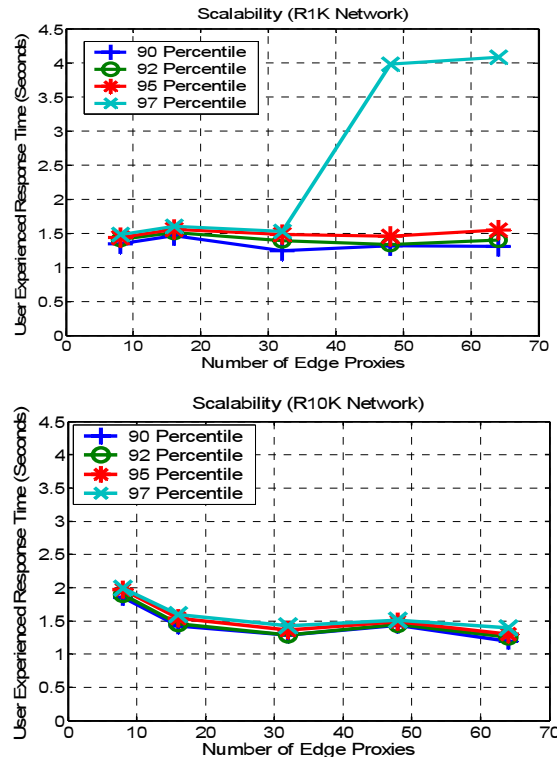 Scalability (R1K Network)
User Experienced Response Time (Seconds)
4.5
4
3.5
3
2.5
2
1.5
1
0.5
0
90 Percentile
92 Percentile
95 Percentile
97 Percentile
0 10 20 30 40 50 60 70
Number of Edge Proxies
Scalability (R10K Network)
User Experienced Response Time (Seconds)
4.5
4
3.5
3
2.5
2
1.5
1
0.5
0
90 Percentile
92 Percentile
95 Percentile
97 Percentile
0 10 20 30 40 50 60 70
Number of Edge Proxies